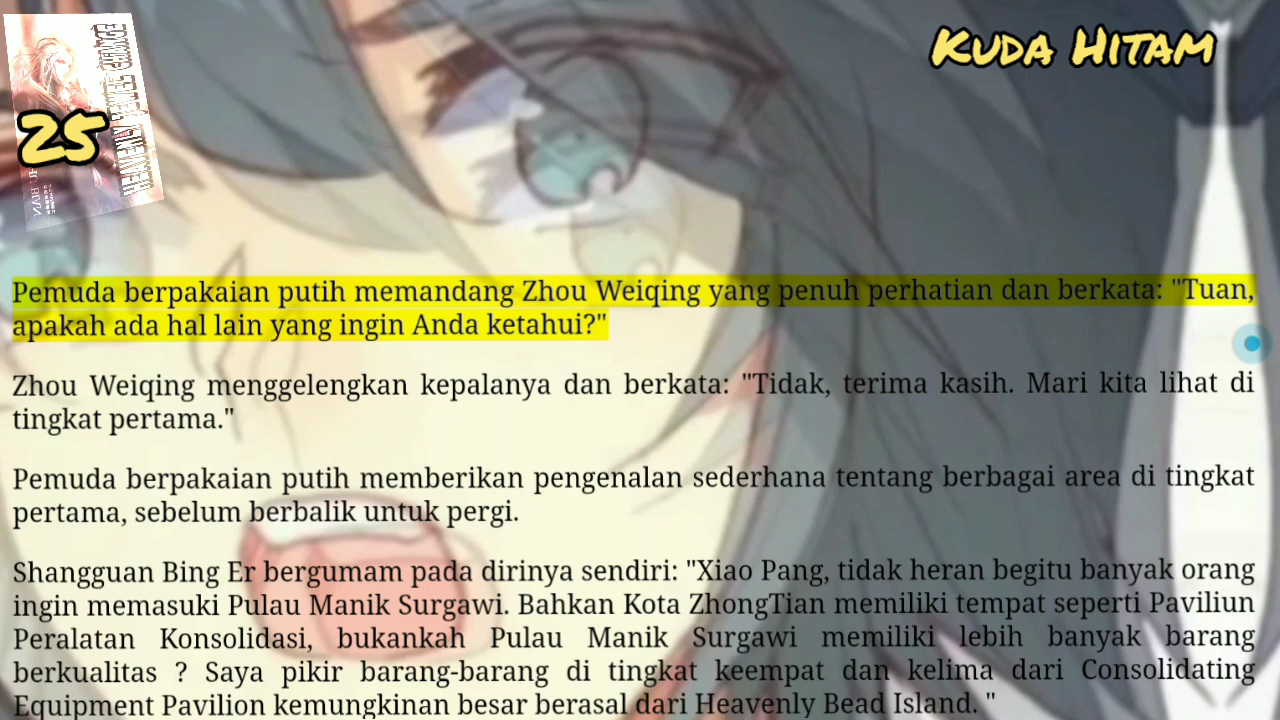 Kuda Hitam
25
HEAVENLY JEWEL CHANGE
Pemuda berpakaian putih memandang Zhou Weiqing yang penuh perhatian dan berkata: "Tuan,
apakah ada hal lain yang ingin Anda ketahui?"
Zhou Weiqing menggelengkan kepalanya dan berkata: "Tidak, terima kasih. Mari kita lihat di
tingkat pertama."
Pemuda berpakaian putih memberikan pengenalan sederhana tentang berbagai area di tingkat
pertama, sebelum berbalik untuk pergi.
Shangguan Bing Er bergumam pada dirinya sendiri: "Xiao Pang, tidak heran begitu banyak orang
ingin memasuki Pulau Manik Surgawi. Bahkan Kota ZhongTian memiliki tempat seperti Paviliun
Peralatan Konsolidasi, bukankah Pulau Manik Surgawi memiliki lebih banyak barang
berkualitas ? Saya pikir barang-barang di tingkat keempat dan kelima dari Consolidating
Equipment Pavilion kemungkinan besar berasal dari Heavenly Bead Island. "